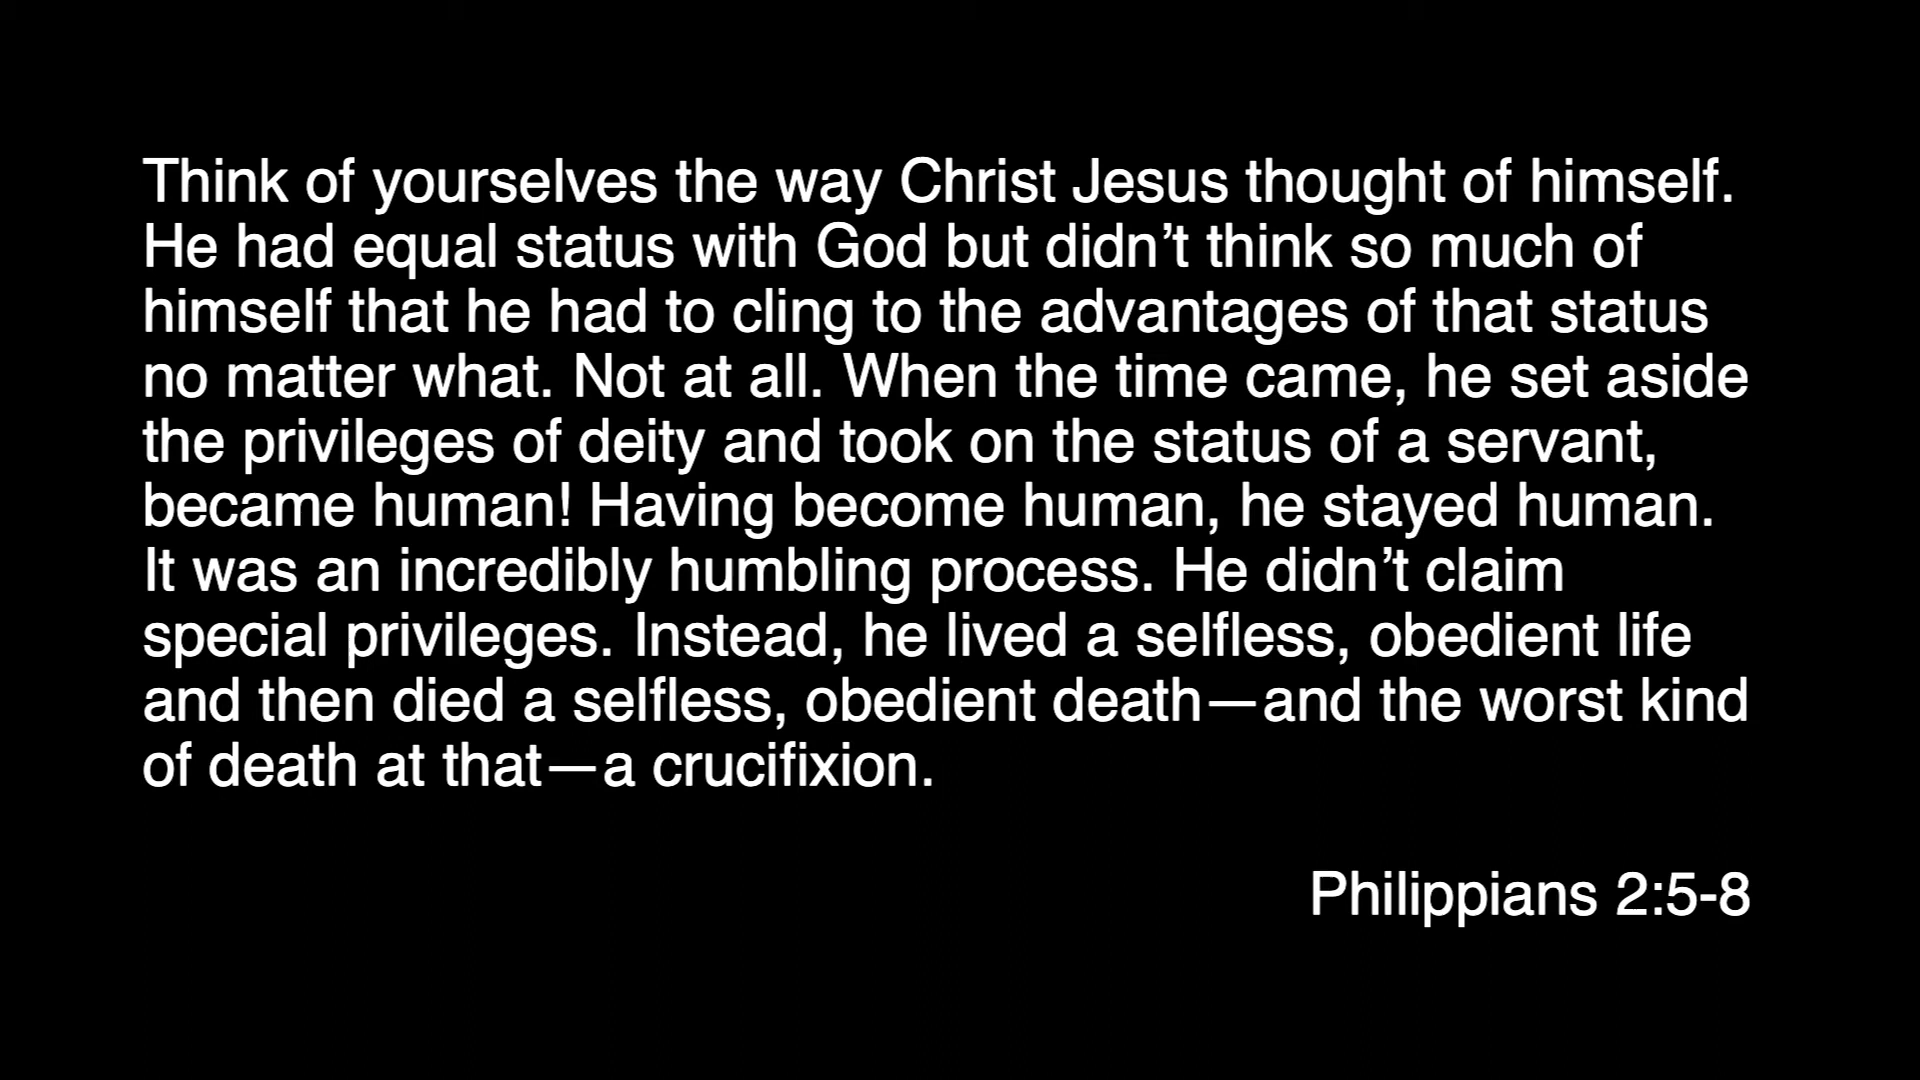 Think of yourselves the way Christ Jesus thought of himself.
He had equal status with God but didn’t think so much of
himself that he had to cling to the advantages of that status
no matter what. Not at all. When the time came, he set aside
the privileges of deity and took on the status of a servant,
became human! Having become human, he stayed human.
It was an incredibly humbling process. He didn’t claim
special privileges. Instead, he lived a selfless, obedient life
and then died a selfless, obedient death—and the worst kind
of death at that—a crucifixion.
Philippians 2:5-8